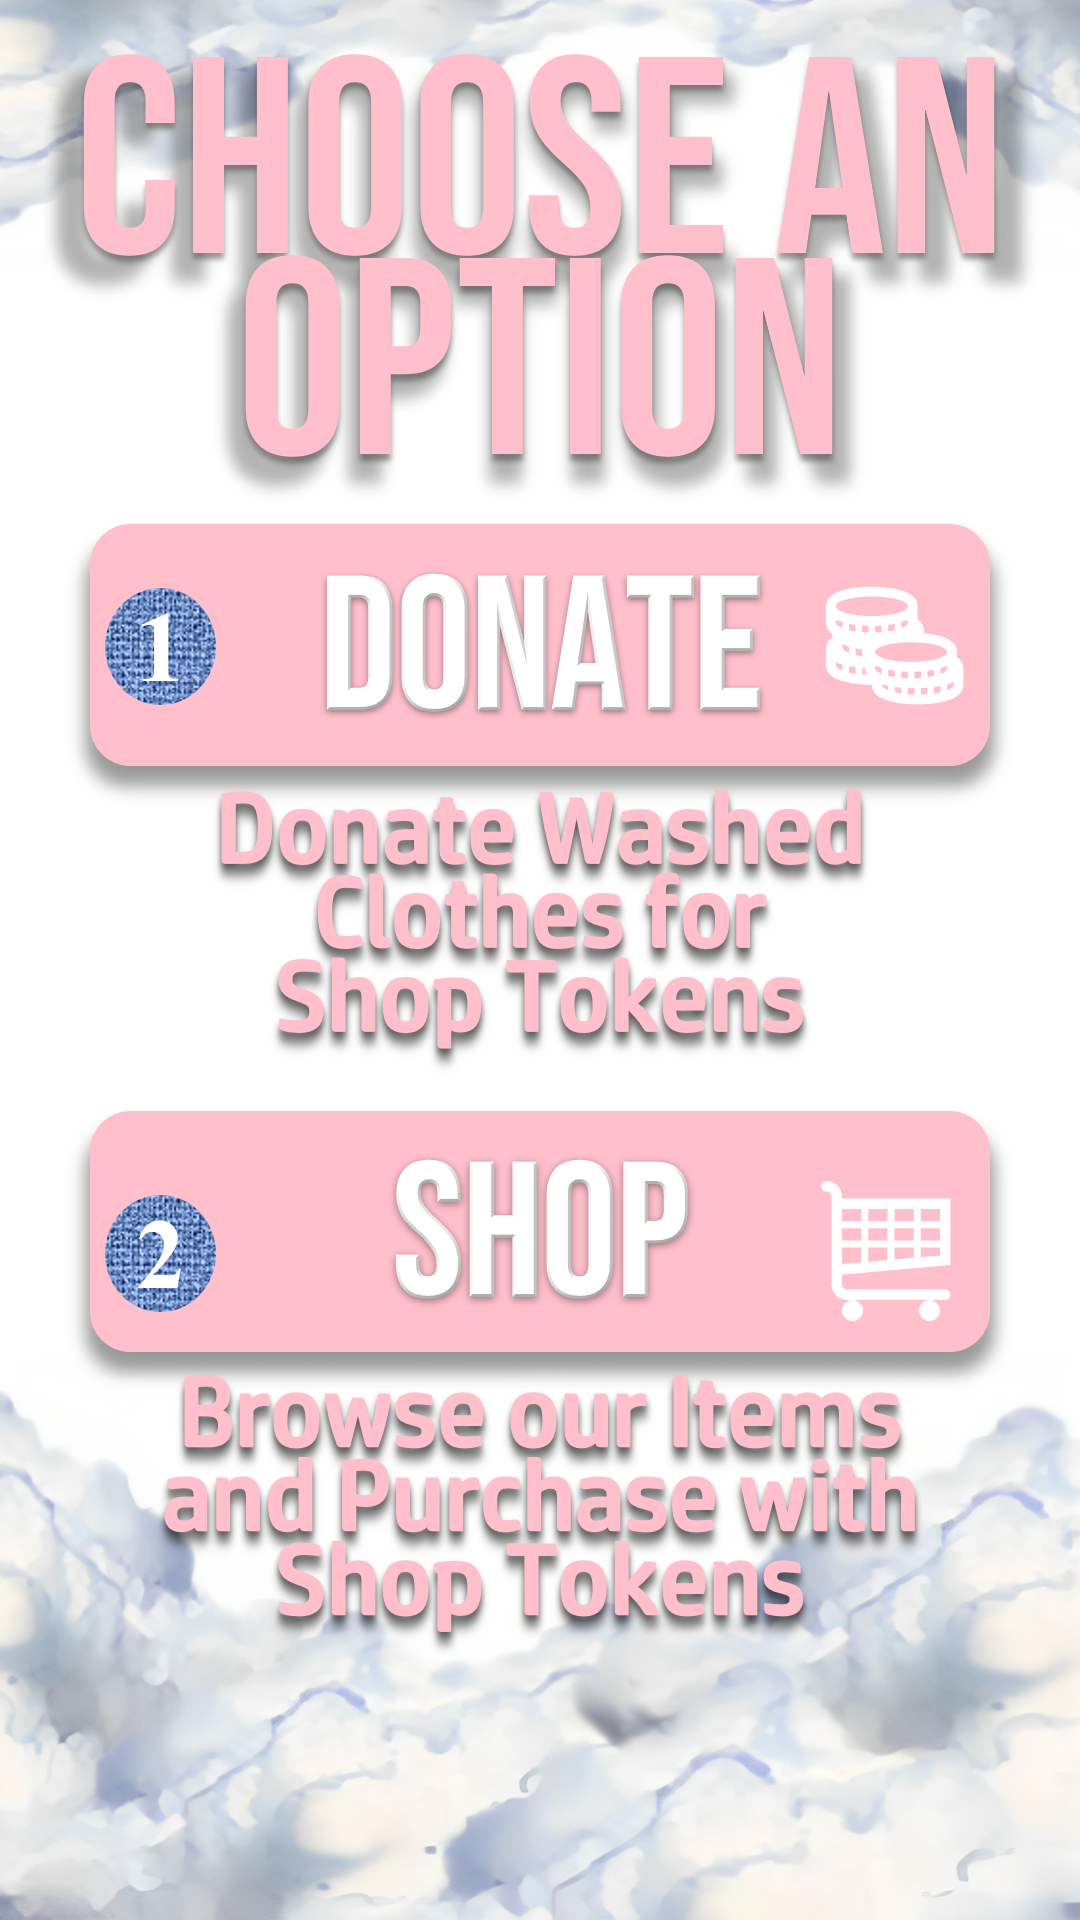 CHOOSE AN
OPTION
1
DONATE
Donate Washed
Clothes for
Shop Tokens
2
SHOP
Browse our Items
and Purchase with
Shop Tokens